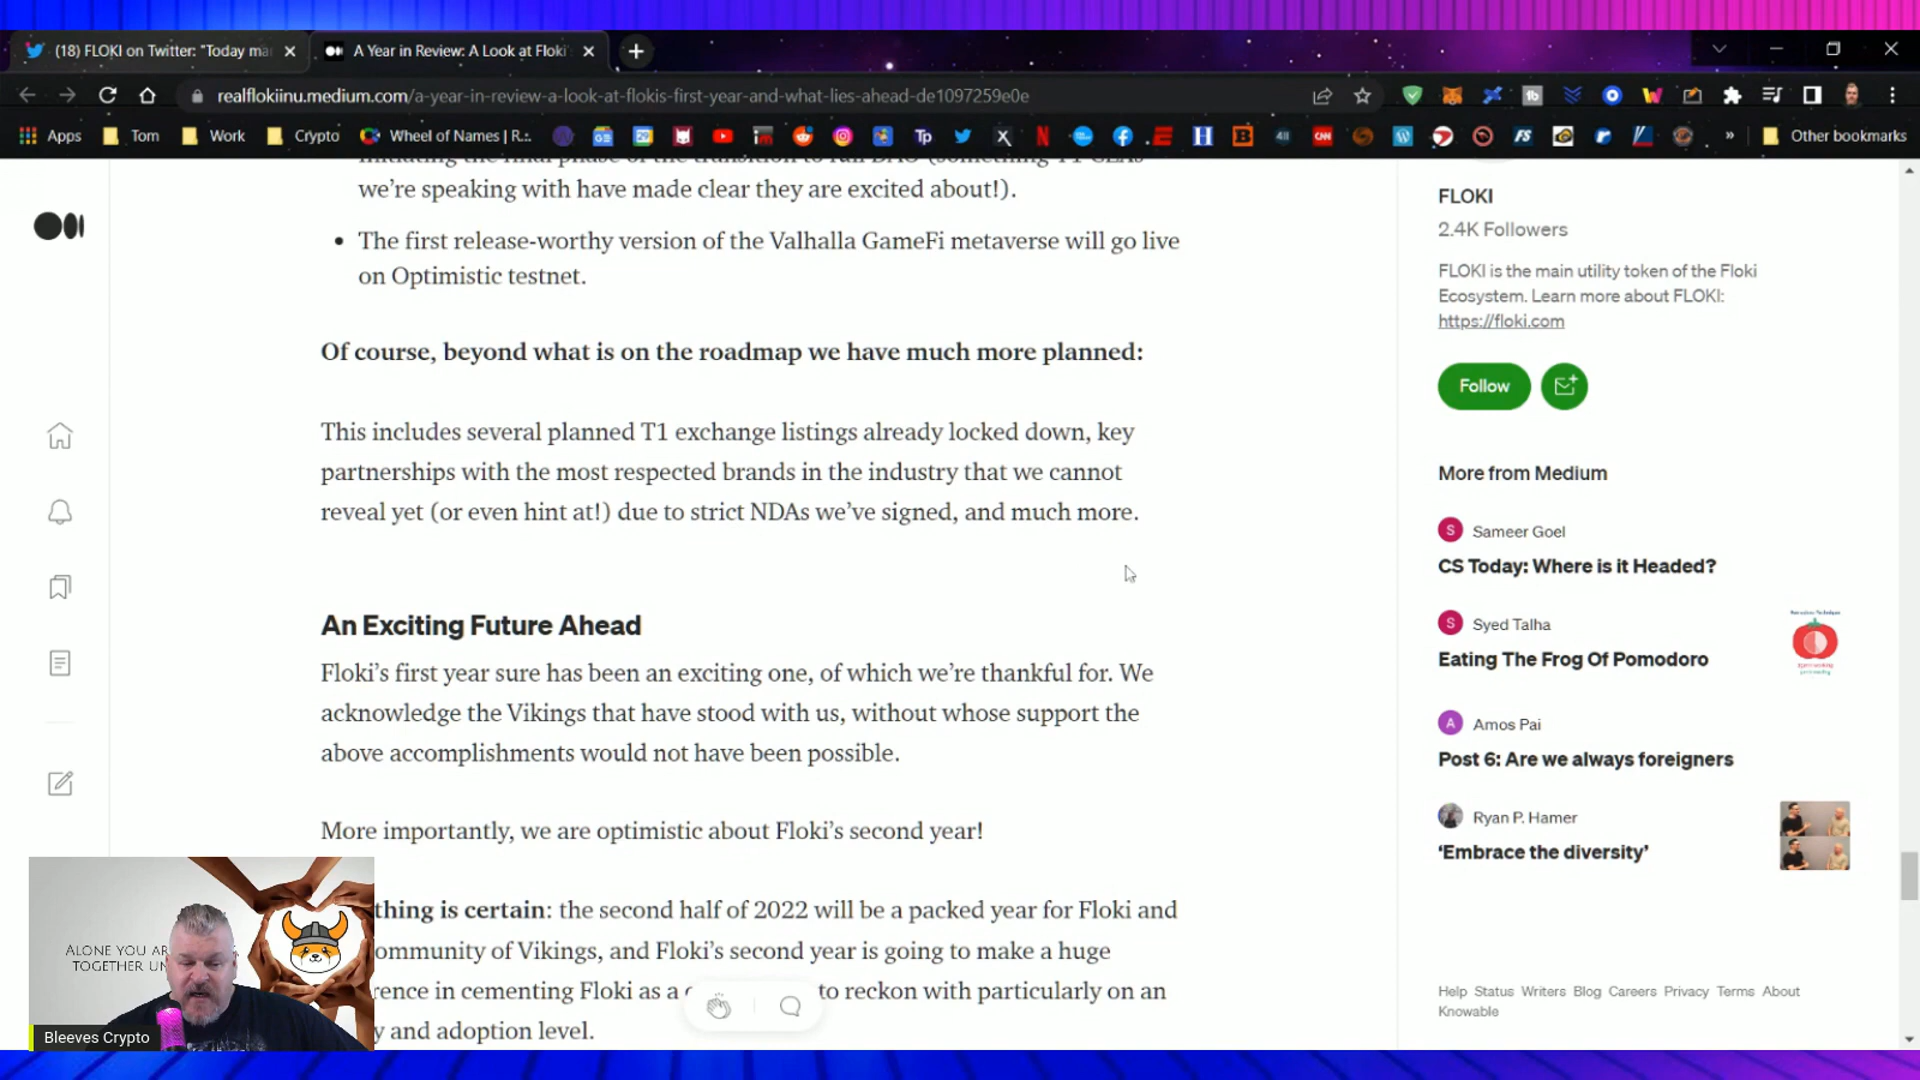 (18) FLOKI on Twitter: "Today ma
A Year in Review: A Look at Floki
realflokiinu.medium.com/a-year-in-review-a-look-at-flokis-first-year-and-what-lies-ahead-de1097259e0e
Apps
Tom
Work
Crypto
Wheel of Names | R...
Tp
Other bookmarks
we're speaking with have made clear they are excited about!).
• The first release-worthy version of the Valhalla GameFi metaverse will go live
on Optimistic testnet.
Of course, beyond what is on the roadmap we have much more planned:
This includes several planned T1 exchange listings already locked down, key
partnerships with the most respected brands in the industry that we cannot
reveal yet (or even hint at!) due to strict NDAs we've signed, and much more.
An Exciting Future Ahead
Floki's first year sure has been an exciting one, of which we're thankful for. We
acknowledge the Vikings that have stood with us, without whose support the
above accomplishments would not have been possible.
More importantly, we are optimistic about Floki's second year!
thing is certain: the second half of 2022 will be a packed year for Floki and
ommunity of Vikings, and Floki's second year is going to make a huge
rence in cementing Floki as a c to reckon with particularly on an
y and adoption level.
FLOKI
2.4K Followers
FLOKI is the main utility token of the Floki
Ecosystem. Learn more about FLOKI:
https://floki.com
Follow
More from Medium
S Sameer Goel
CS Today: Where is it Headed?
S Syed Talha
Eating The Frog Of Pomodoro
A Amos Pai
Post 6: Are we always foreigners
Ryan P. Hamer
'Embrace the diversity'
Help Status Writers Blog Careers Privacy Terms About
Knowable
ALONE YOU AR
TOGETHER UN
Bleeves Crypto